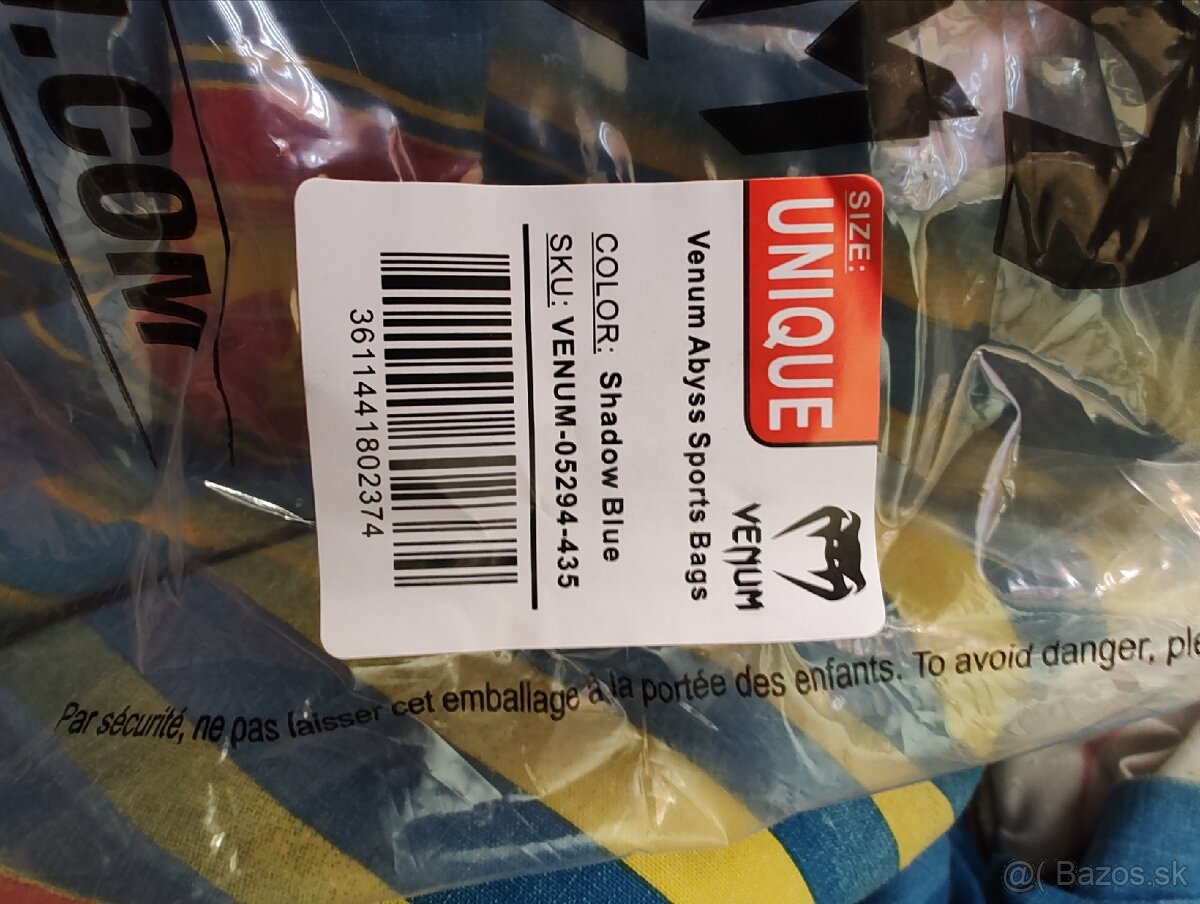 SIZE:
UNIQUE
VENUM
Venum Abyss Sports Bags
COLOR: Shadow Blue
SKU: VENUM-05294-435
3611441802374
.COM
Par sécurité, ne pas laisser cet emballage à la portée des enfants. To avoid danger, ple
@( Bazos.sk